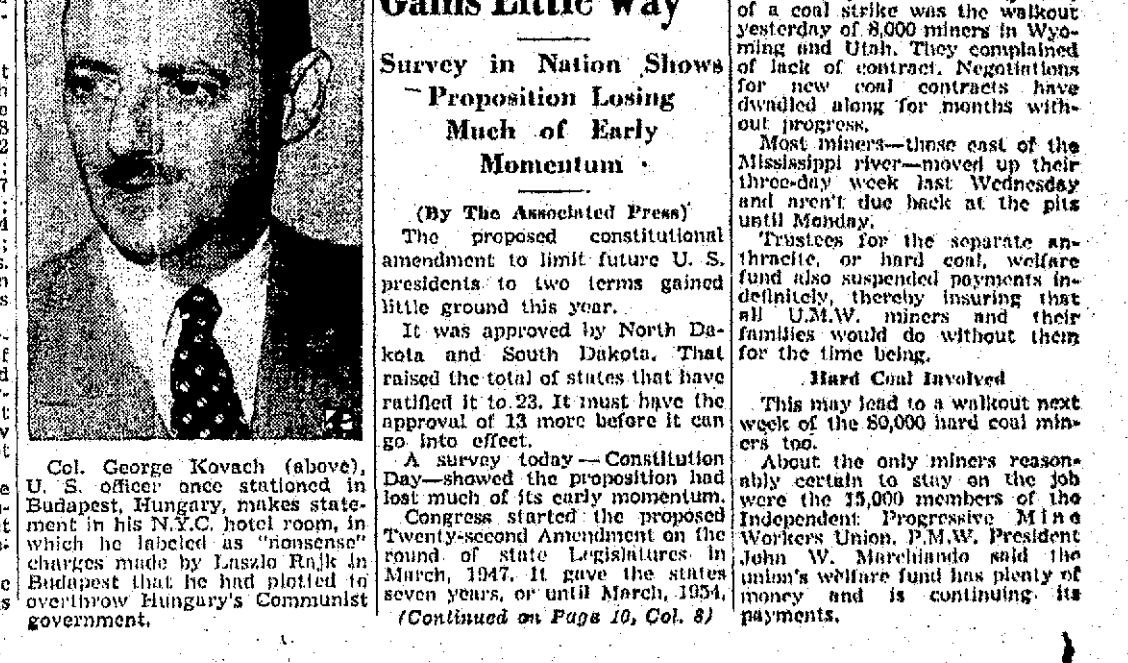 Col. George Kovach (above),
U. S. officer once stationed in
Budapest, Hungary, makes state-
ment in his N.Y.C. hotel room, in
which he labeled as "nonsense"
charges made by Laszlo Rajk in
Budapest that he had plotted to
overthrow Hungary's Communist
government.
Gains Little Way
Survey in Nation Shows
Proposition Losing
Much of Early
Momentum
(By The Associated Press)
The proposed constitutional
amendment to limit future U. S.
presidents to two terms gained
little ground this year.
It was approved by North Da-
kota and South Dakota. That
raised the total of states that have
ratified it to 23. It must have the
approval of 13 more before it can
go into effect.
A survey today — Constitution
Day—showed the proposition had
lost much of its early momentum.
Congress started the proposed
Twenty-second Amendment on the
round of state Legislatures in
March, 1947. It gave the states
seven years, or until March, 1954,
(Continued on Page 10, Col. 8)
of a coal strike was the walkout
yesterday of 8,000 miners in Wyo-
ming and Utah. They complained
of lack of contract. Negotiations
for new coal contracts have
dwadled along for months with-
out progress.
Most miners—those east of the
Mississippi river—moved up their
three-day week last Wednesday
and aren't due back at the pits
until Monday.
Trustees for the separate an-
thracite, or hard coal, welfare
fund also suspended payments in-
definitely, thereby insuring that
all U.M.W. miners and their
families would do without them
for the time being.
Hard Coal Involved
This may lead to a walkout next
week of the 80,000 hard coal min-
ers too.
About the only miners reason-
ably certain to stay on the job
were the 15,000 members of the
Independent Progressive Mine
Workers Union. P.M.W. President
John W. Marchiando said the
union's welfare fund has plenty of
money and is continuing its
payments.